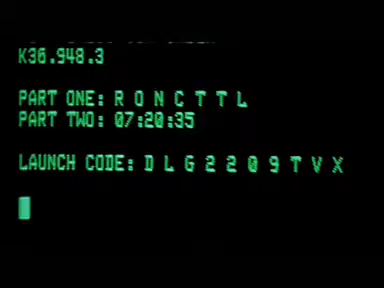 K36.948.3
PART ONE: R O N C T T L
PART TWO: 07:20:35
LAUNCH CODE: D L G 2 2 0 9 T V X